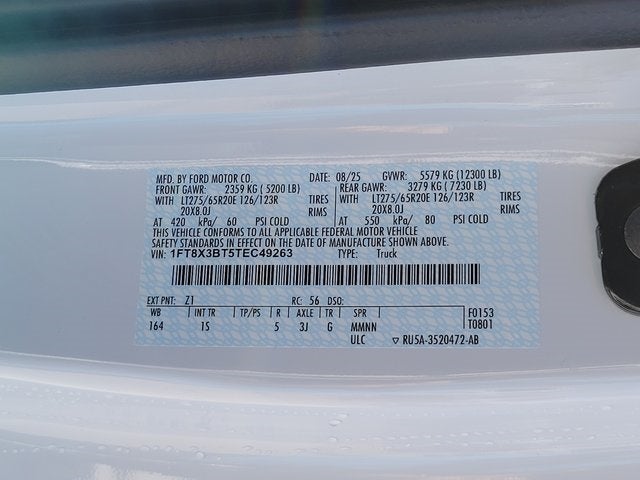 MFD. BY FORD MOTOR CO. DATE: 08/25 GVWR: 5579 KG (12300 LB)
FRONT GAWR: 2359 KG ( 5200 LB) REAR GAWR: 3279 KG ( 7230 LB)
WITH LT275/65R20E 126/123R TIRES WITH LT275/65R20E 126/123R TIRES
20X8.0J RIMS 20X8.0J RIMS
AT 420 kPa/ 60 PSI COLD AT 550 kPa/ 80 PSI COLD
THIS VEHICLE CONFORMS TO ALL APPLICABLE FEDERAL MOTOR VEHICLE
SAFETY STANDARDS IN EFFECT ON THE DATE OF MANUFACTURE SHOWN ABOVE.
VIN: 1FT8X3BT5TEC49263 TYPE: Truck
EXT PNT: Z1 RC: 56 DSO:
WB INT TR TP/PS R AXLE TR SPR F0153
164 1S 5 3J G MMNN T0801
ULC ▽ RU5A-3520472-AB